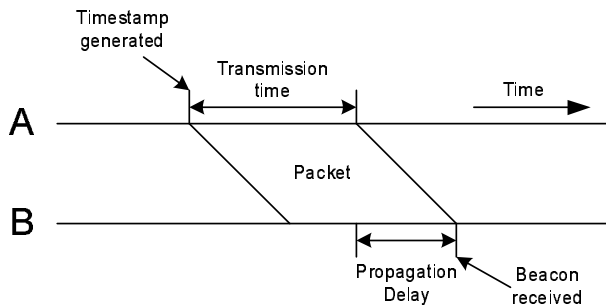 Timestamp
generated
Transmission
time
Time
A
Packet
B
Propagation
Delay
Beacon
received